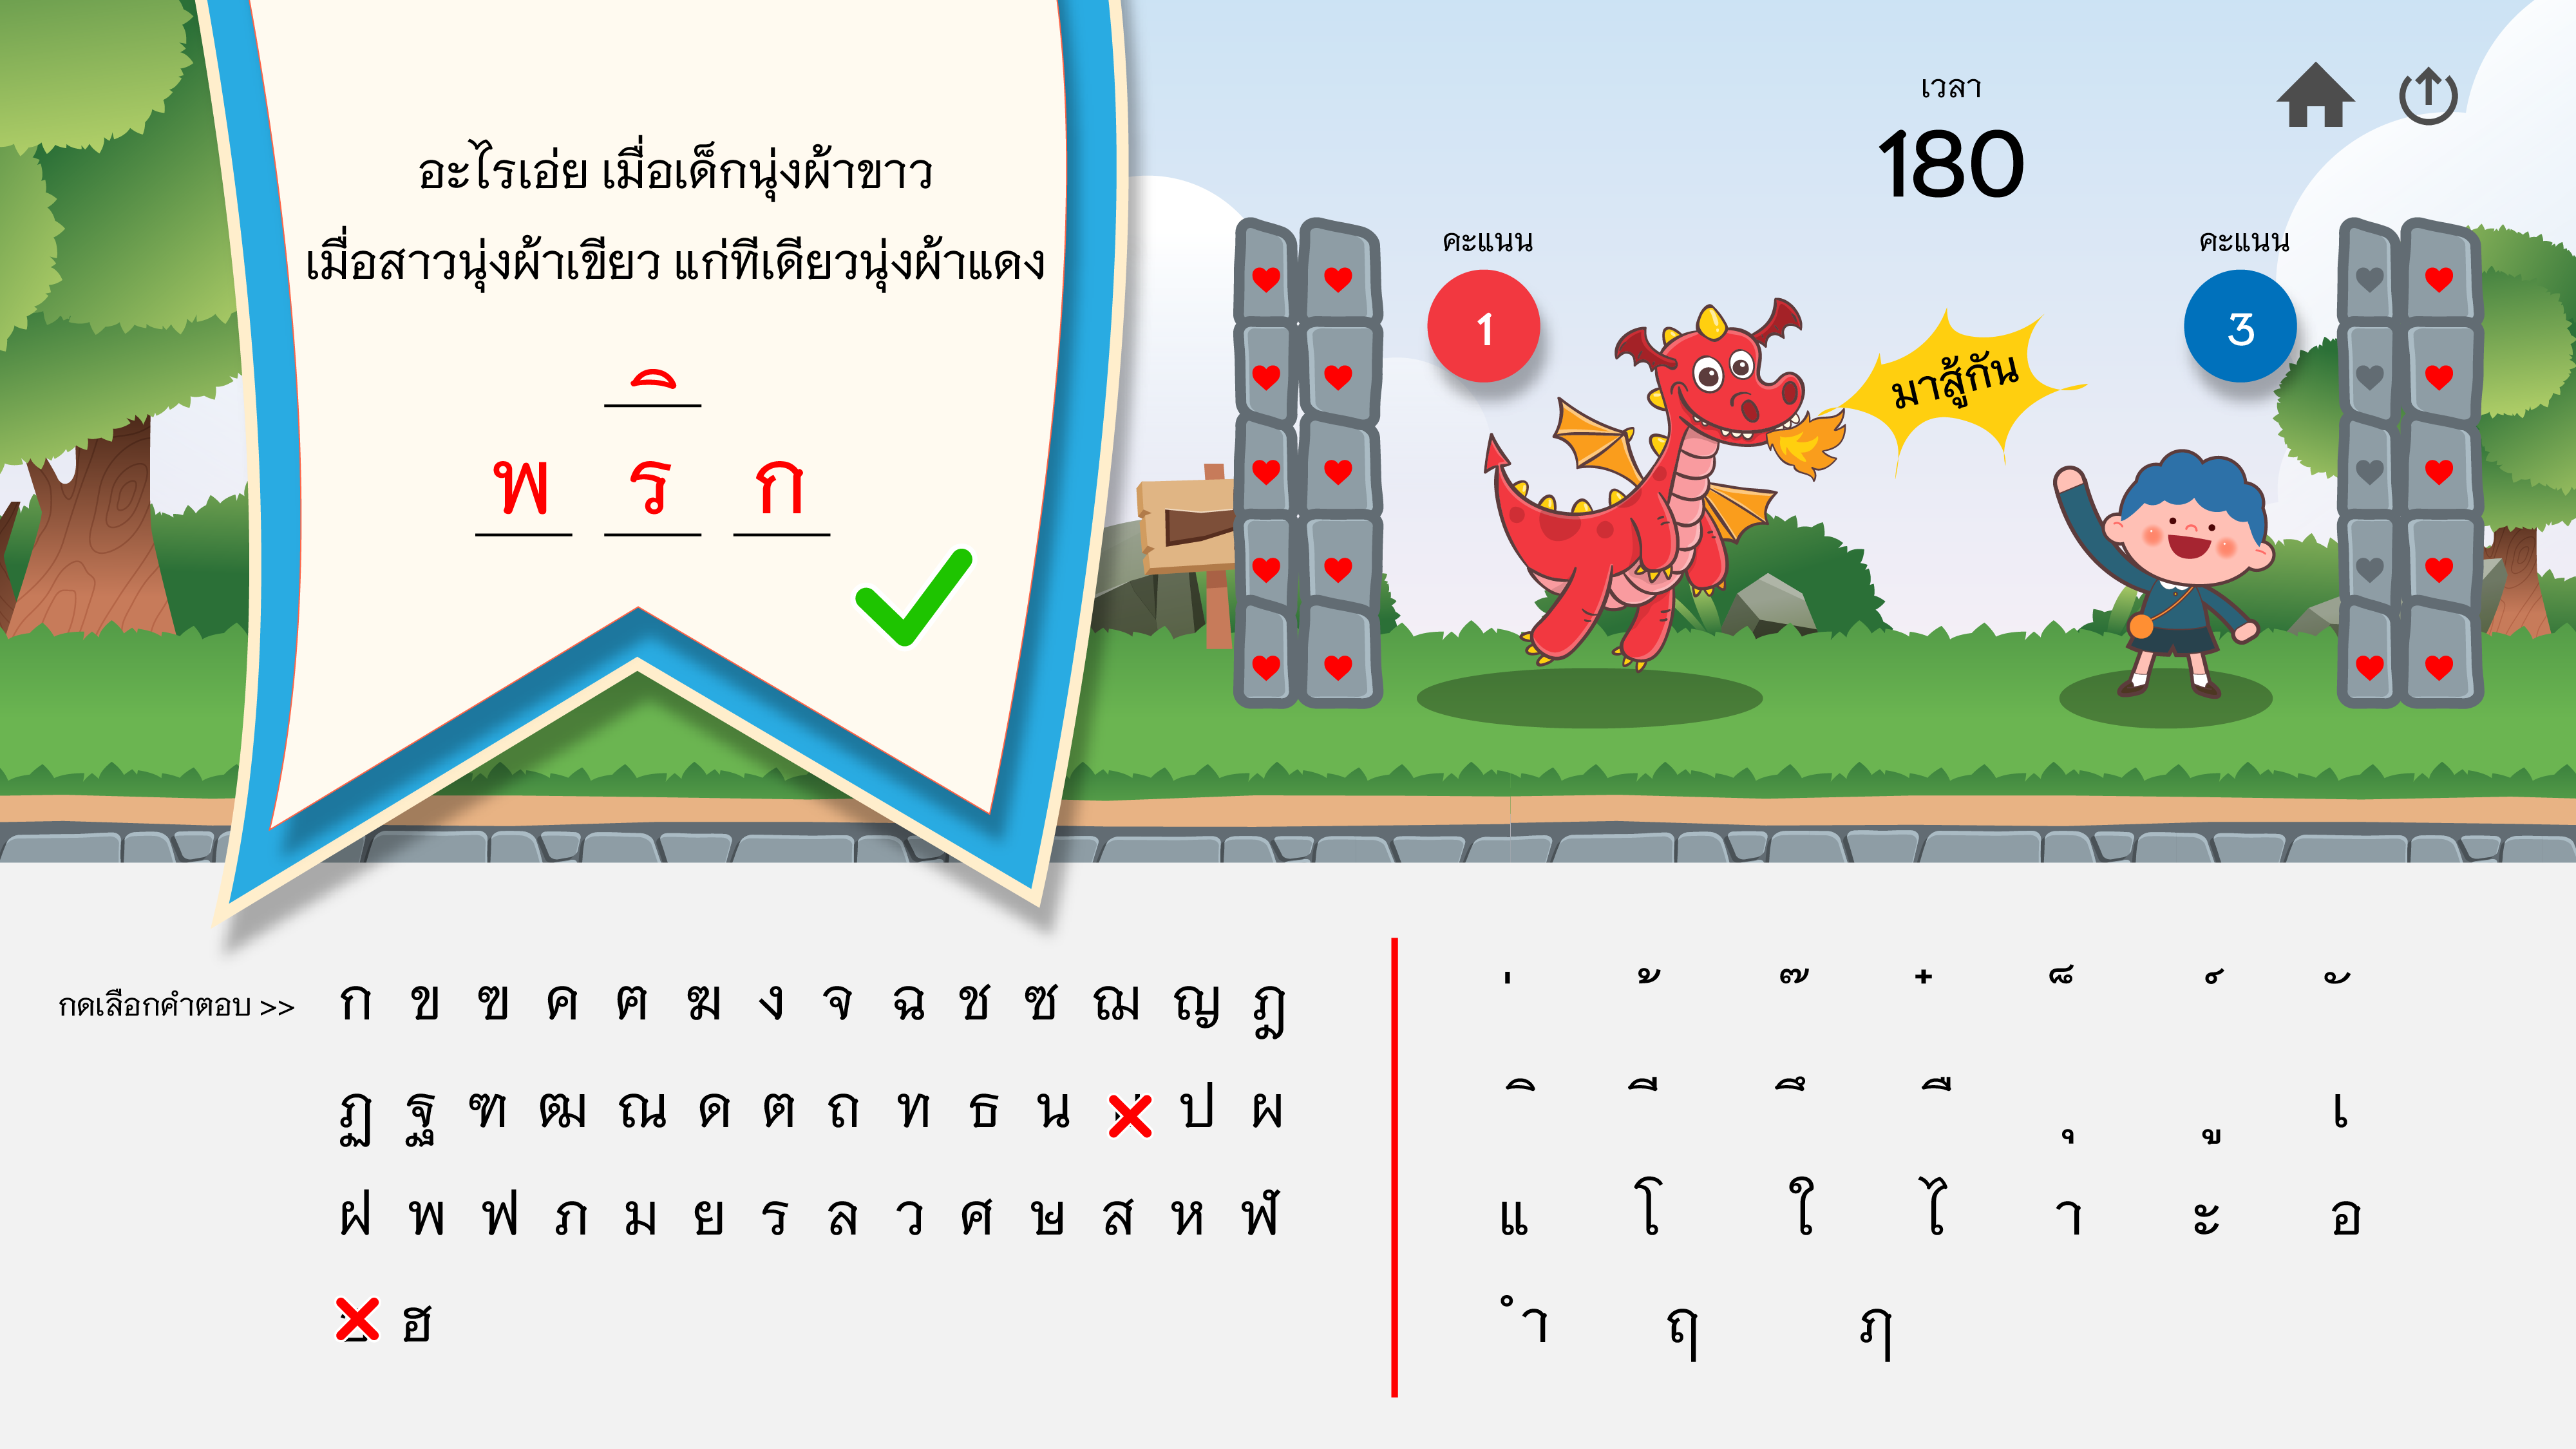 อะไรเอ่ย เมื่อเด็กนุ่งผ้าขาว
เมื่อสาวนุ่งผ้าเขียว แก่ทีเดียวนุ่งผ้าแดง
พริก
เวลา
180
คะแนน
1
มาสู้กัน
คะแนน
3
กดเลือกคำตอบ >>
ก ข ฃ ค ฅ ฆ ง จ ฉ ช ซ ฌ ญ ฎ
ฏ ฐ ฑ ฒ ณ ด ต ถ ท ธ น ป ผ
ฝ พ ฟ ภ ม ย ร ล ว ศ ษ ส ห ฬ
ฮ
่ ้ ๊ ๋ ็ ์ ั
ิ ี ึ ื ุ ู เ
แ โ ใ ไ า ะ อ
ำ ฤ ฦ